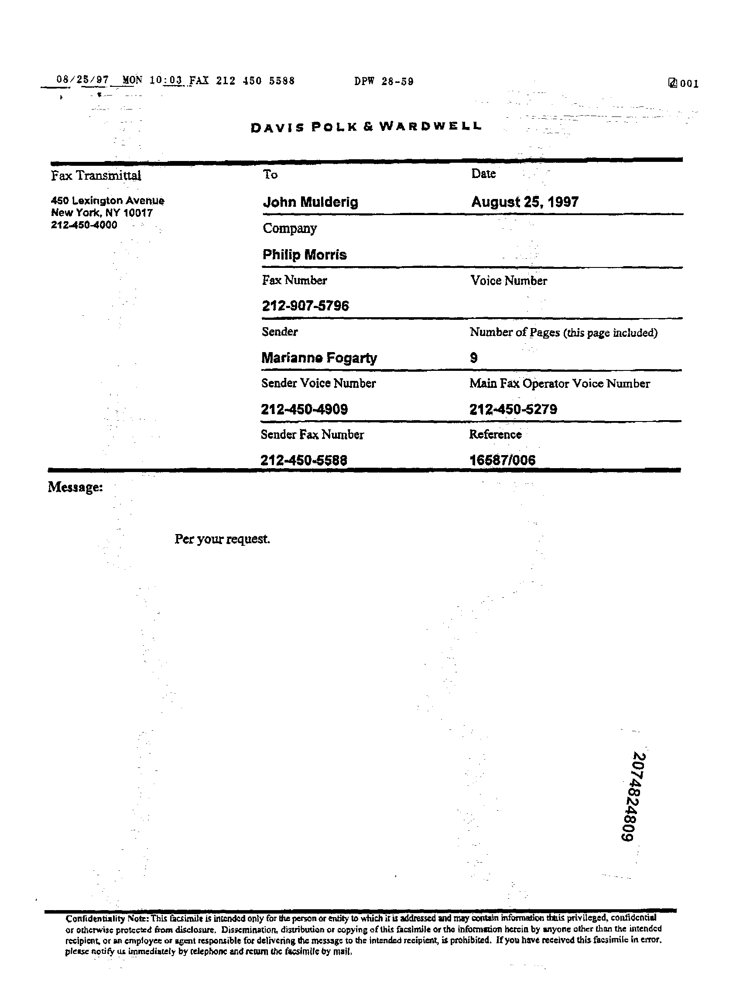 08/25/97 MON 10:03 FAX 212 450 5588 DPW 28-59 001
DAVIS POLK & WARDWELL
Fax Transmittal To Date
450 Lexington Avenue
New York, NY 10017
212-450-4000
John Mulderig August 25, 1997
Company
Philip Morris
Fax Number Voice Number
212-907-5796
Sender Number of Pages (this page included)
Marianne Fogarty 9
Sender Voice Number Main Fax Operator Voice Number
212-450-4909 212-450-5279
Sender Fax Number Reference
212-450-5588 16587/006
Message:
Per your request.
2074824809
Confidentiality Note: This facsimile is intended only for the person or entity to which it is addressed and may contain information that is privileged, confidential
or otherwise protected from disclosure. Dissemination, distribution or copying of this facsimile or the information herein by anyone other than the intended
recipient, or an employee or agent responsible for delivering the message to the intended recipient, is prohibited. If you have received this facsimile in error,
please notify us immediately by telephone and return the facsimile by mail.